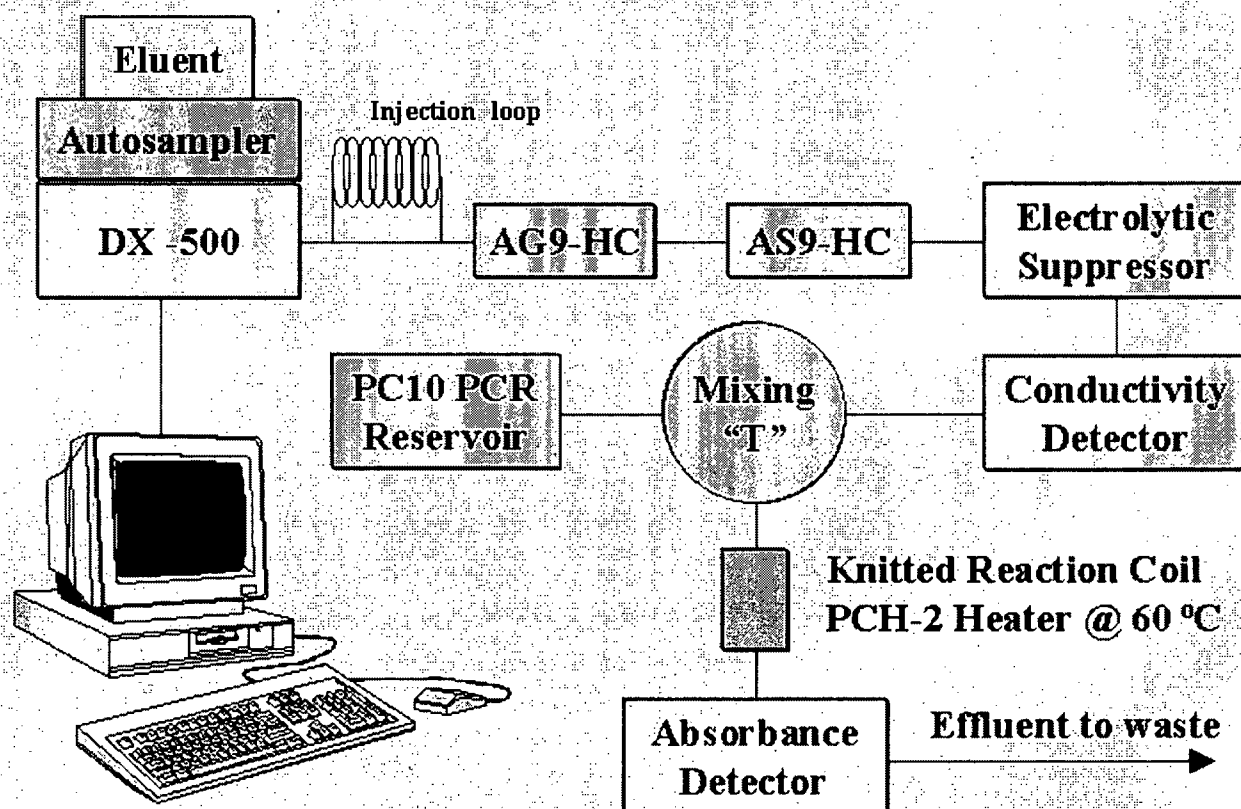 Eluent
Autosampler
DX -500
Injection loop
AG9-HC
AS9-HC
Electrolytic
Suppressor
PC10 PCR
Reservoir
Mixing
“T”
Conductivity
Detector
Knitted Reaction Coil
PCH-2 Heater @ 60 ºC
Absorbance
Detector
Effluent to waste